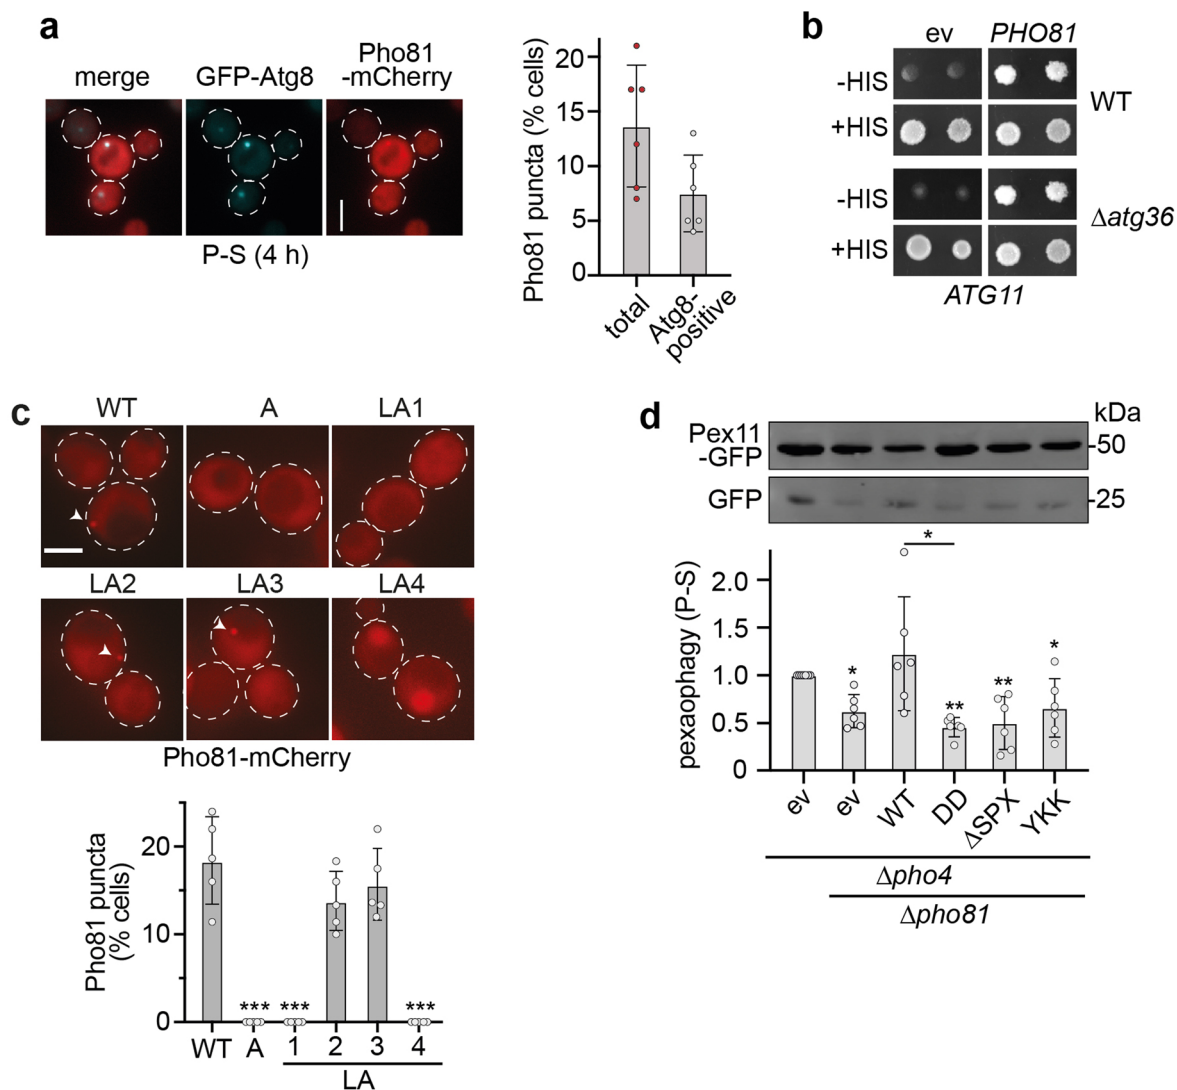 a
merge
GFP-Atg8
Pho81
-mCherry
P-S (4 h)
Pho81 puncta (% cells)
20
15
10
5
0
total
Atg8-
positive
b
ev
PHO81
-HIS
+HIS
WT
-HIS
+HIS
Δatg36
ATG11
c
WT
A
LA1
LA2
LA3
LA4
Pho81-mCherry
Pho81 puncta
(% cells)
20
10
0
***
***
***
WT
A
1
2
3
4
LA
d
kDa
Pex11
-GFP
-50
GFP
-25
pexaophagy (P-S)
2.0
1.5
1.0
0.5
0
*
*
**
**
*
ev
ev
WT
DD
ΔSPX
YKK
Δpho4
Δpho81